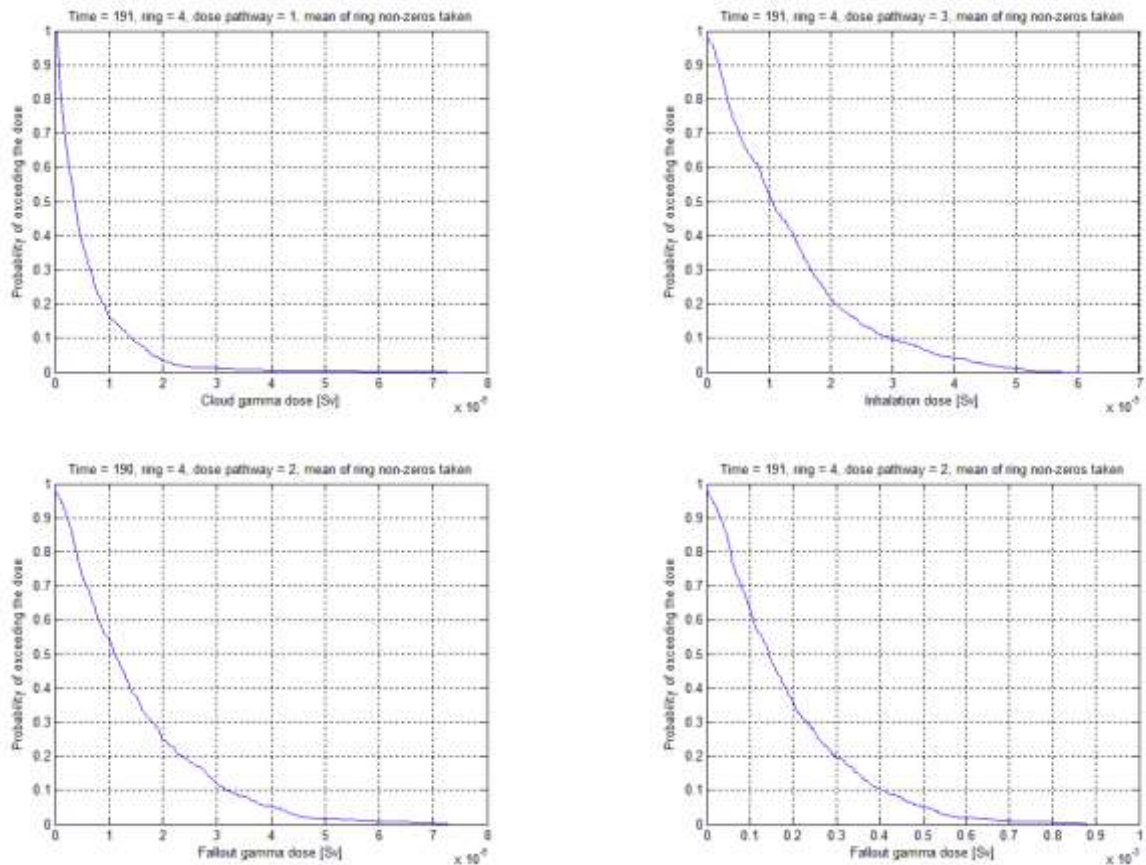 Time = 191, ring = 4, dose pathway = 1, mean of ring non-zeros taken
Probability of exceeding the dose
1
0.9
0.8
0.7
0.6
0.5
0.4
0.3
0.2
0.1
0
0 1 2 3 4 5 6 7 8
Cloud gamma dose [Sv]
x 10
Time = 191, ring = 4, dose pathway = 3, mean of ring non-zeros taken
Probability of exceeding the dose
1
0.9
0.8
0.7
0.6
0.5
0.4
0.3
0.2
0.1
0
0 1 2 3 4 5 6 7
Inhalation dose [Sv]
x 10
Time = 190, ring = 4, dose pathway = 2, mean of ring non-zeros taken
Probability of exceeding the dose
1
0.9
0.8
0.7
0.6
0.5
0.4
0.3
0.2
0.1
0
0 1 2 3 4 5 6 7 8
Fallout gamma dose [Sv]
x 10
Time = 191, ring = 4, dose pathway = 2, mean of ring non-zeros taken
Probability of exceeding the dose
1
0.9
0.8
0.7
0.6
0.5
0.4
0.3
0.2
0.1
0
0 0.1 0.2 0.3 0.4 0.5 0.6 0.7 0.8 0.9 1
Fallout gamma dose [Sv]
x 10